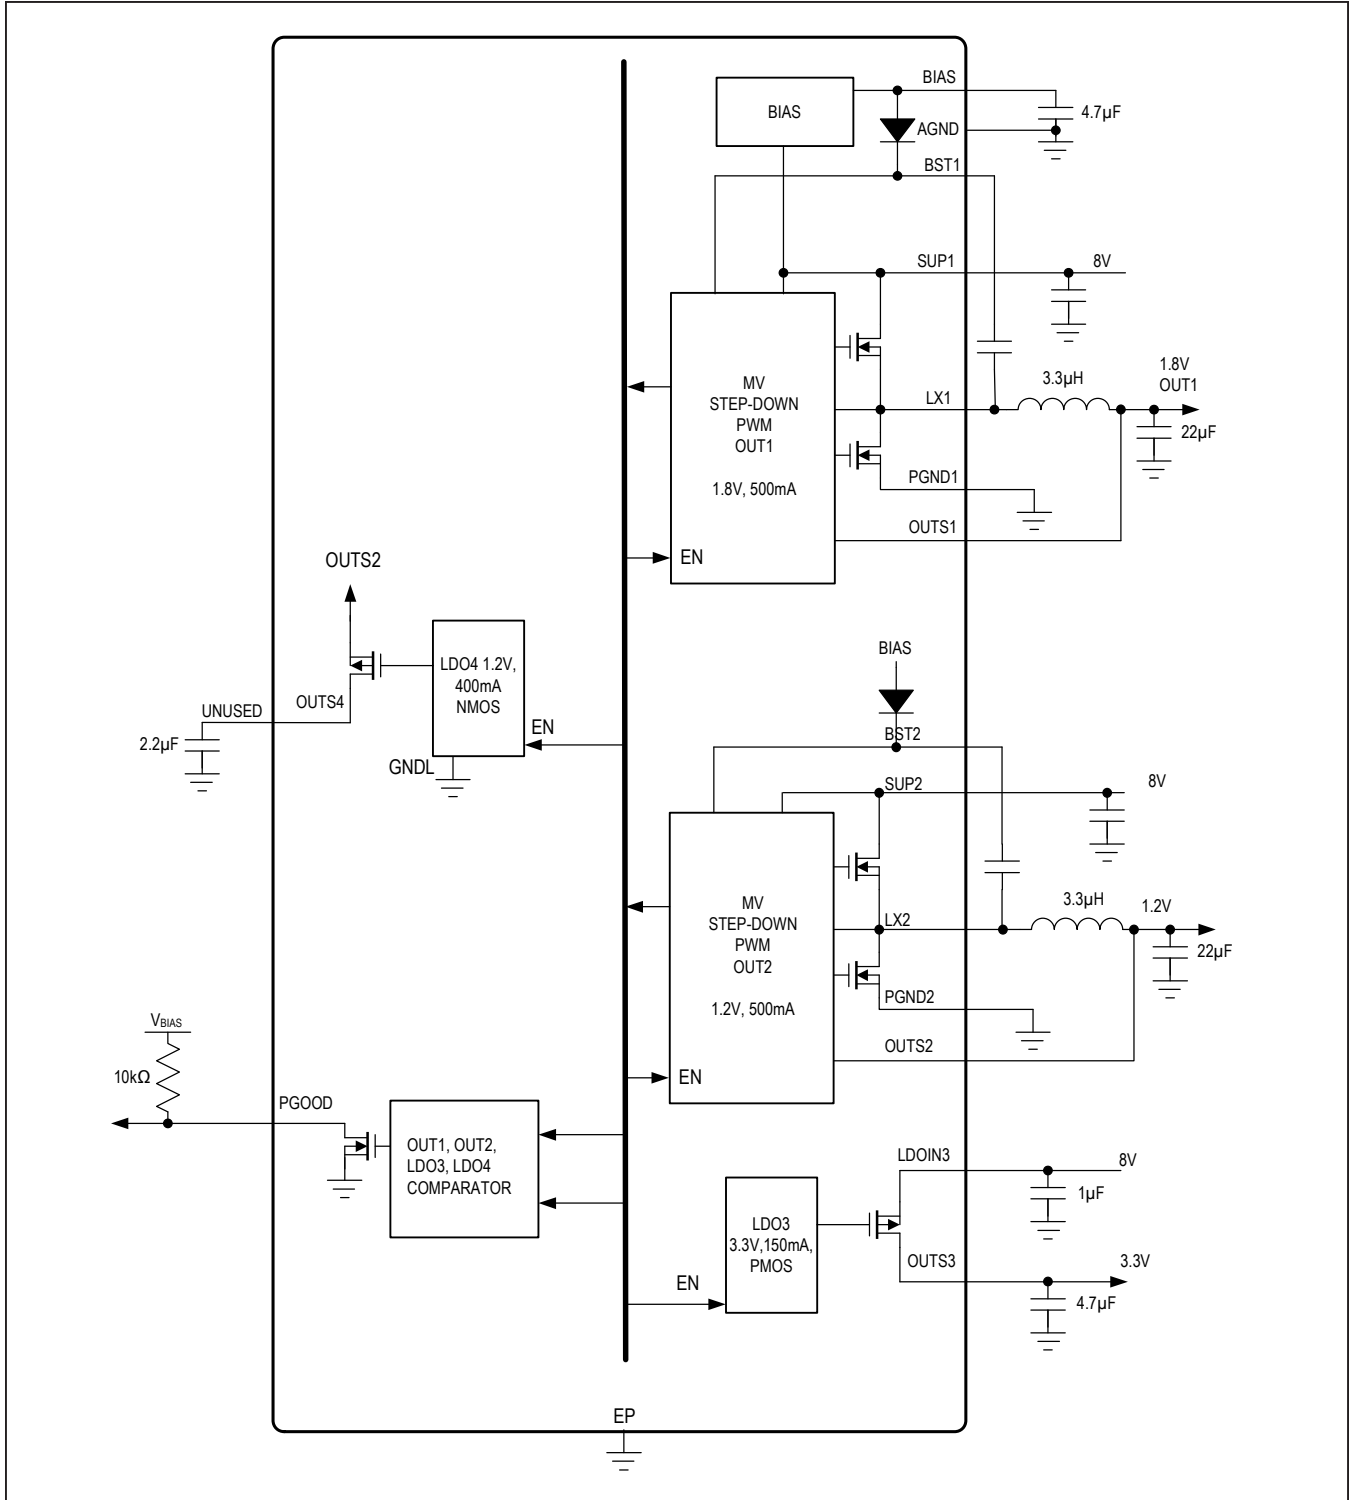 BIAS
BIAS
4.7µF
AGND
BST1
SUP1
8V
MV
STEP-DOWN
PWM
OUT1
1.8V, 500mA
LX1
3.3µH
1.8V
OUT1
22µF
PGND1
OUTS1
EN
OUTS2
LDO4 1.2V,
400mA
NMOS
OUTS4
UNUSED
2.2µF
EN
GNDL
BIAS
BST2
SUP2
8V
MV
STEP-DOWN
PWM
OUT2
1.2V, 500mA
LX2
3.3µH
1.2V
22µF
PGND2
OUTS2
EN
VBIAS
10kΩ
PGOOD
OUT1, OUT2,
LDO3, LDO4
COMPARATOR
LDOIN3
8V
1µF
LDO3
3.3V,150mA,
PMOS
OUTS3
3.3V
4.7µF
EN
EP